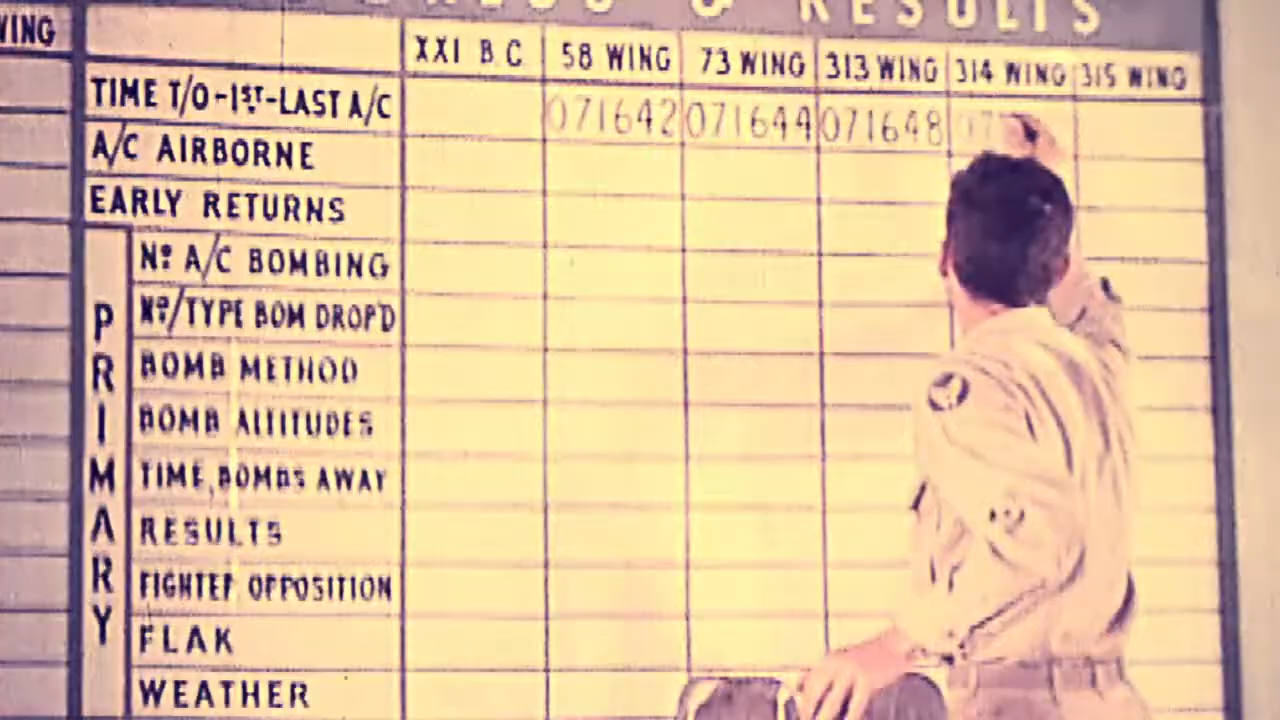 & RESULTS
WING
XXI B C 58 WING 73 WING 313 WING 314 WING 315 WING
TIME T/O-1ST-LAST A/C 071642 071644 071648 07
A/C AIRBORNE
EARLY RETURNS
PRIMARY
Nº A/C BOMBING
Nº/TYPE BOM DROP'D
BOMB METHOD
BOMB ALTITUDES
TIME, BOMBS AWAY
RESULTS
FIGHTER OPPOSITION
FLAK
WEATHER